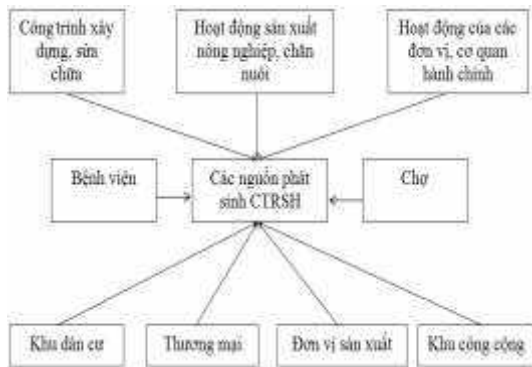 Công trình xây
dựng, sửa
chữa
Hoạt động sản xuất
nông nghiệp, chăn
nuôi
Hoạt động của các
đơn vị, cơ quan
hành chính
Bệnh viện
Các nguồn phát
sinh CTRSH
Chợ
Khu dân cư
Thương mại
Đơn vị sản xuất
Khu công cộng